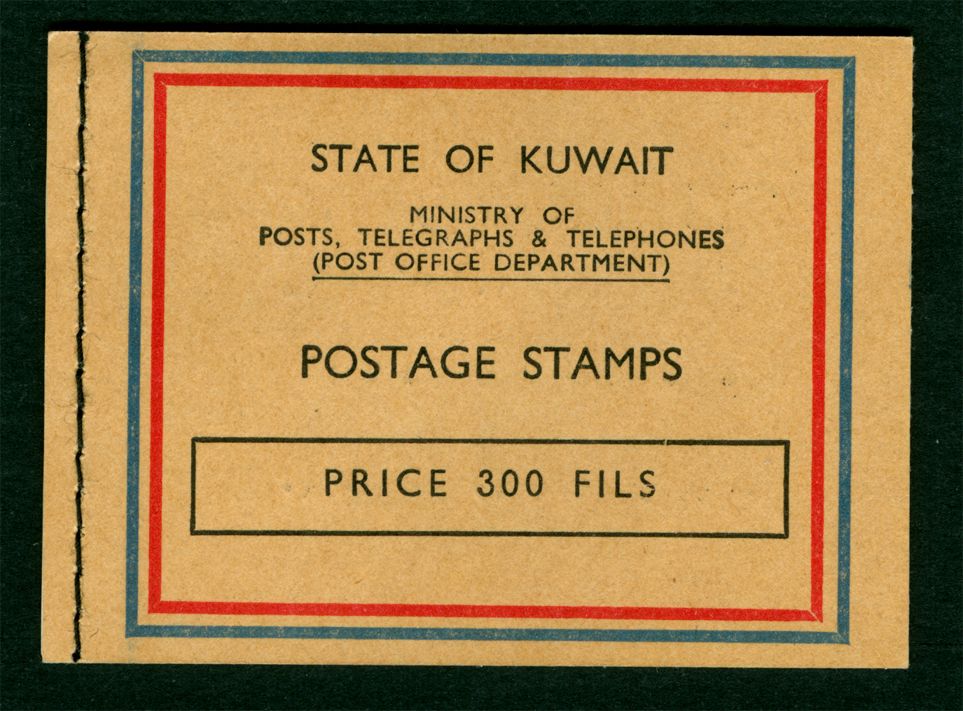 STATE OF KUWAIT
MINISTRY OF
POSTS, TELEGRAPHS & TELEPHONES
(POST OFFICE DEPARTMENT)
POSTAGE STAMPS
PRICE 300 FILS